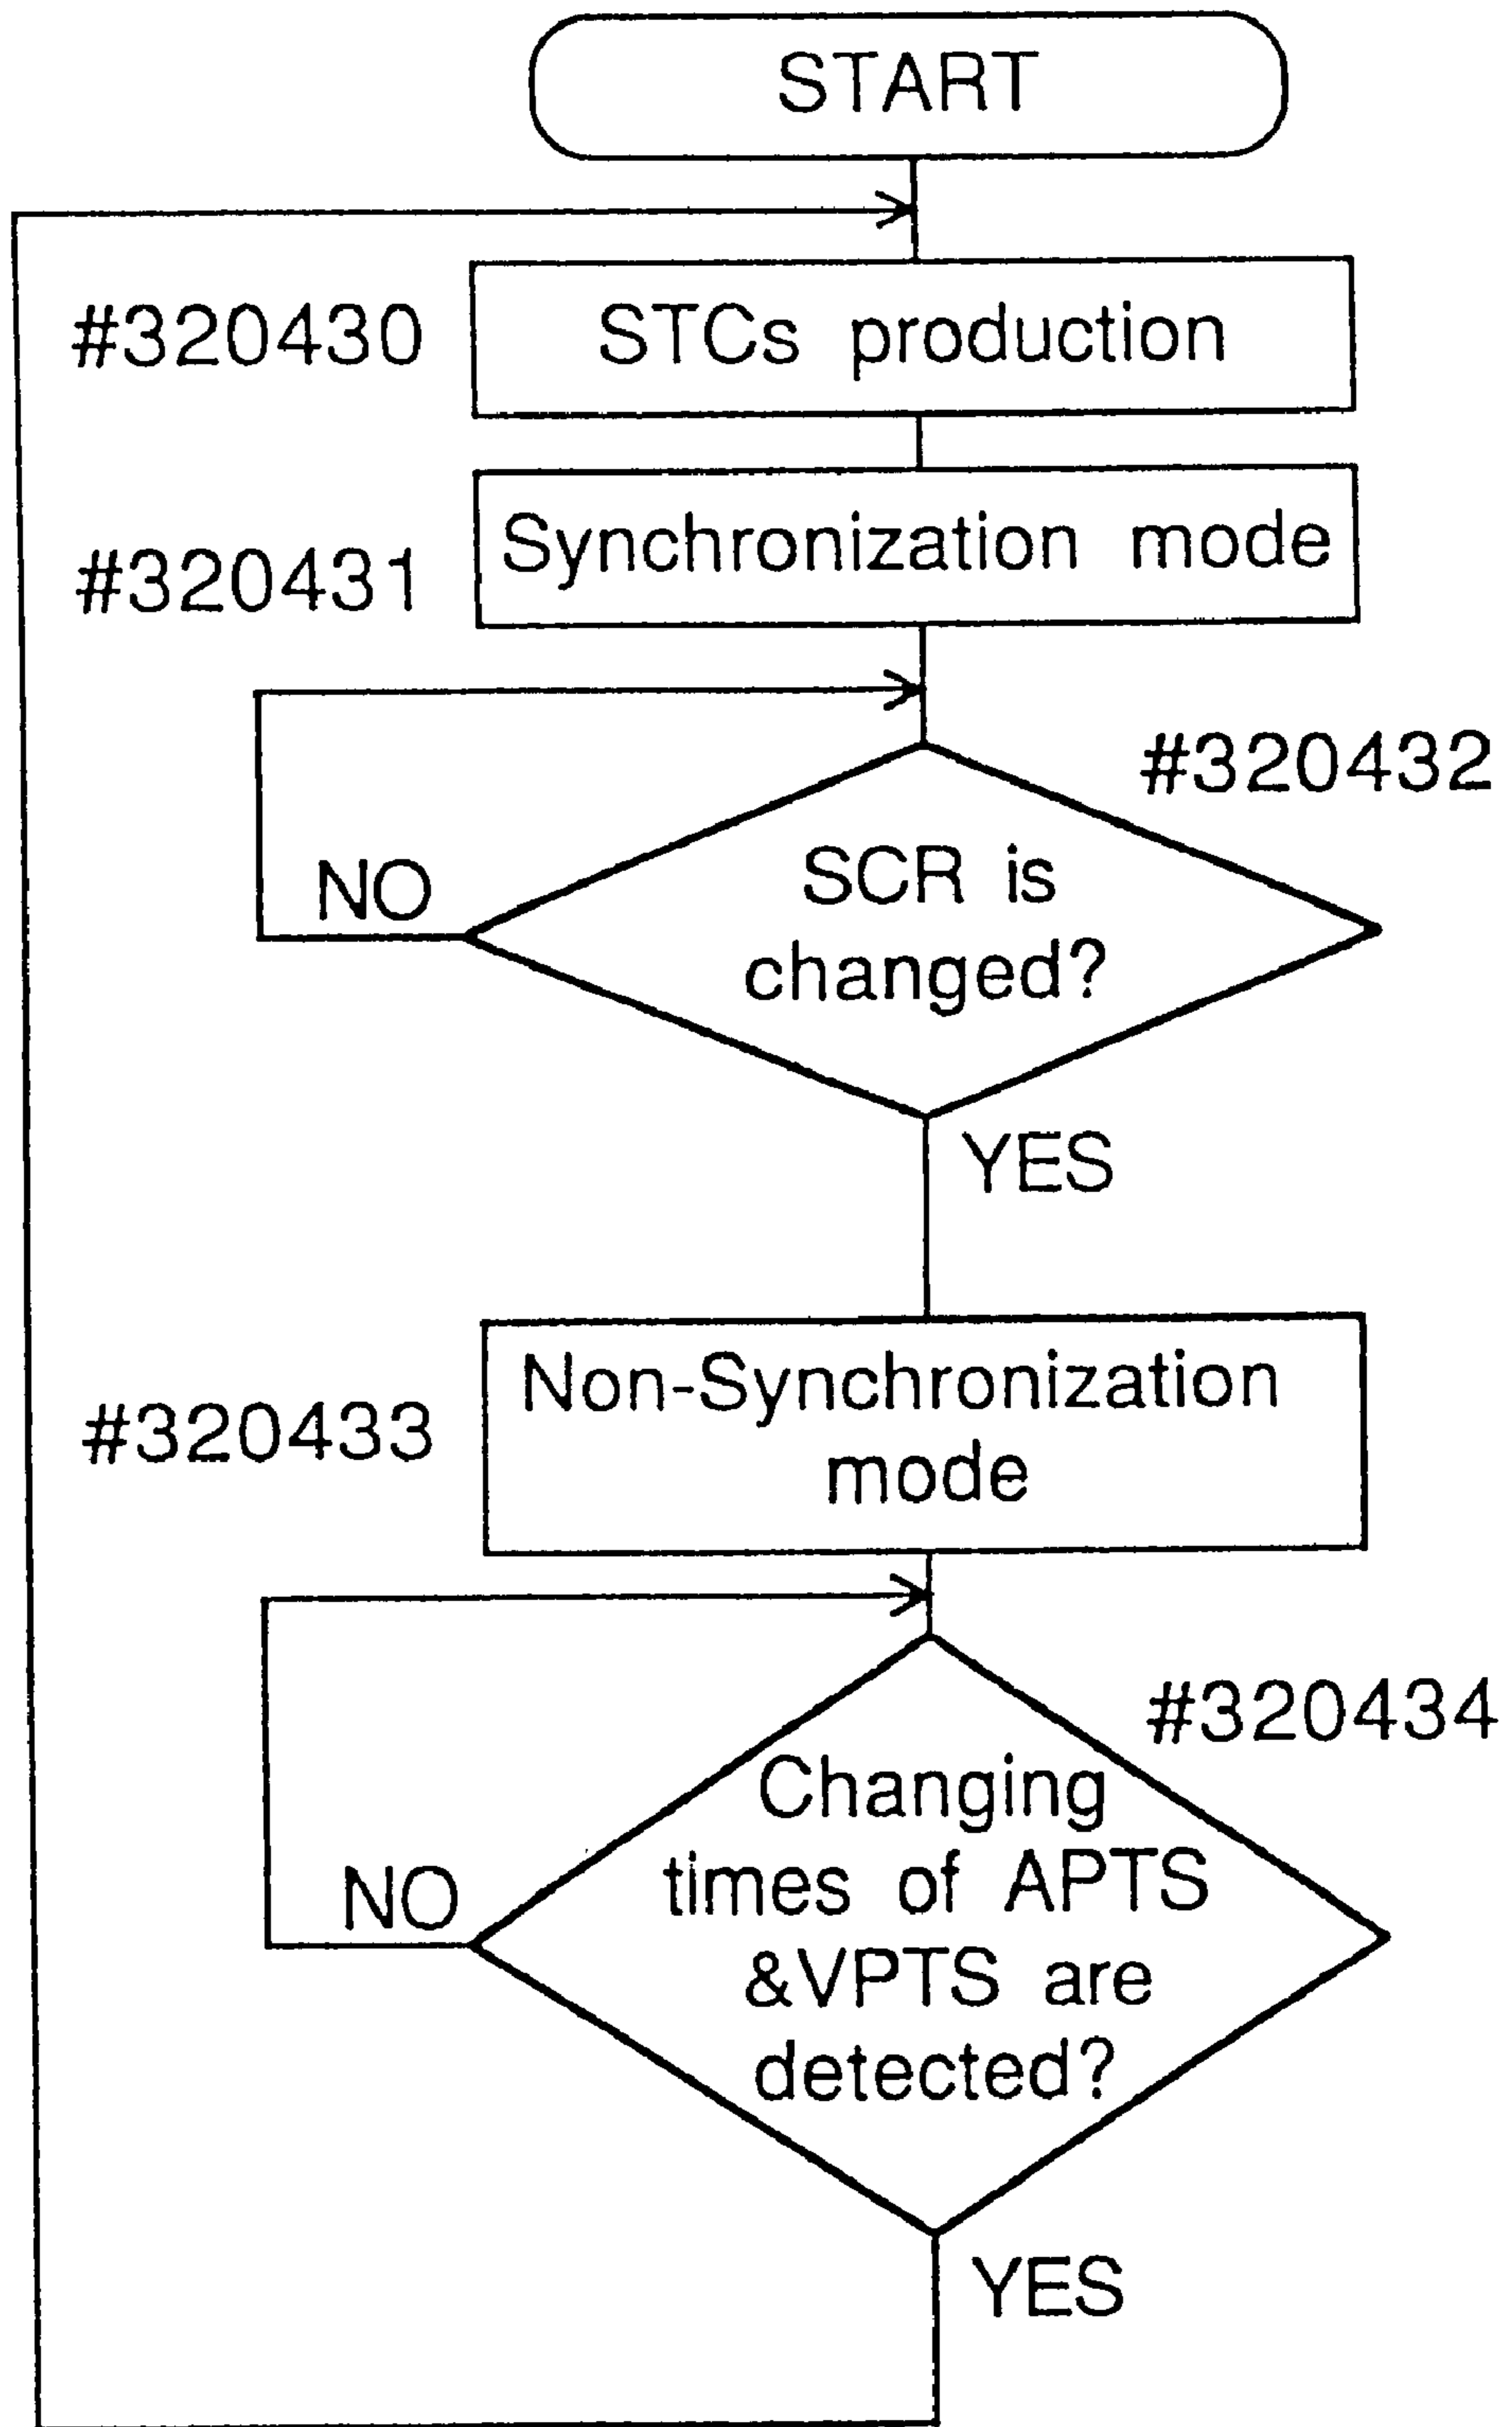 START
#320430
STCs production
#320431
Synchronization mode
#320432
SCR is
changed?
NO
YES
#320433
Non-Synchronization
mode
#320434
Changing
times of APTS
&VPTS are
detected?
NO
YES